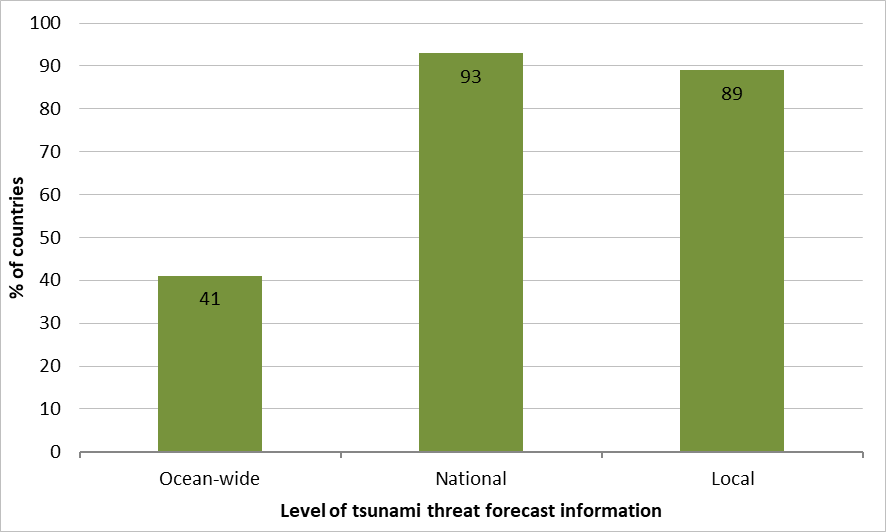 100
90
80
70
60
50
40
30
20
10
0
% of countries
41
93
89
Ocean-wide
National
Local
Level of tsunami threat forecast information